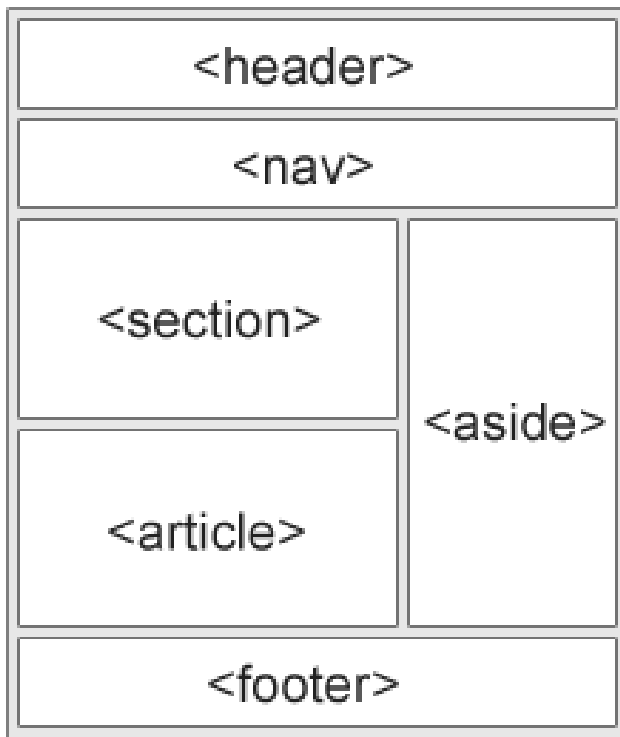 <header>
<nav>
<section>
<aside>
<article>
<footer>